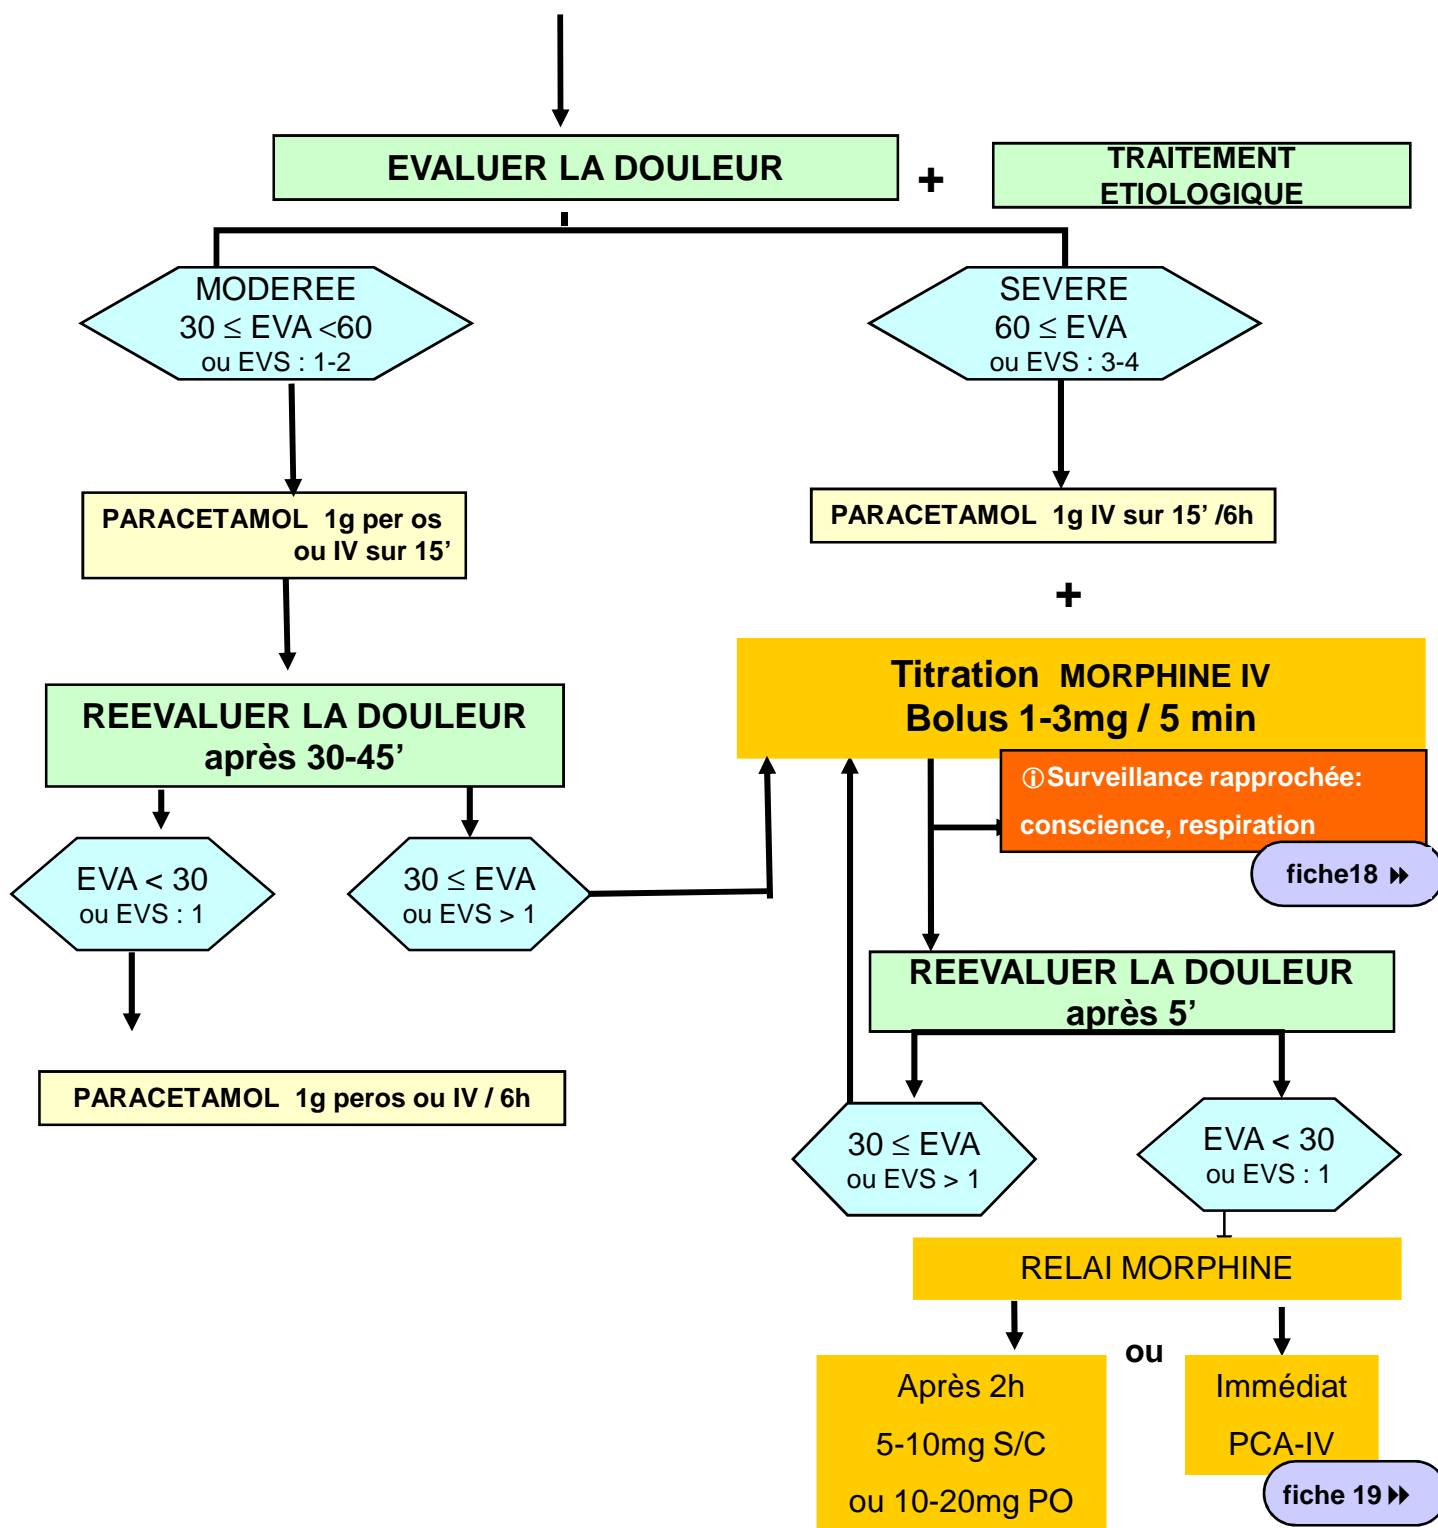 EVALUER LA DOULEUR
+
TRAITEMENT
ETIOLOGIQUE
MODEREE
30 ≤ EVA <60
ou EVS : 1-2
SEVERE
60 ≤ EVA
ou EVS : 3-4
PARACETAMOL 1g per os
ou IV sur 15’
PARACETAMOL 1g IV sur 15’ /6h
+
Titration MORPHINE IV
Bolus 1-3mg / 5 min
REEVALUER LA DOULEUR
après 30-45’
ⓘSurveillance rapprochée:
conscience, respiration
fiche18
EVA < 30
ou EVS : 1
30 ≤ EVA
ou EVS > 1
REEVALUER LA DOULEUR
après 5’
PARACETAMOL 1g peros ou IV / 6h
30 ≤ EVA
ou EVS > 1
EVA < 30
ou EVS : 1
RELAI MORPHINE
Après 2h
5-10mg S/C
ou 10-20mg PO
ou
Immédiat
PCA-IV
fiche 19